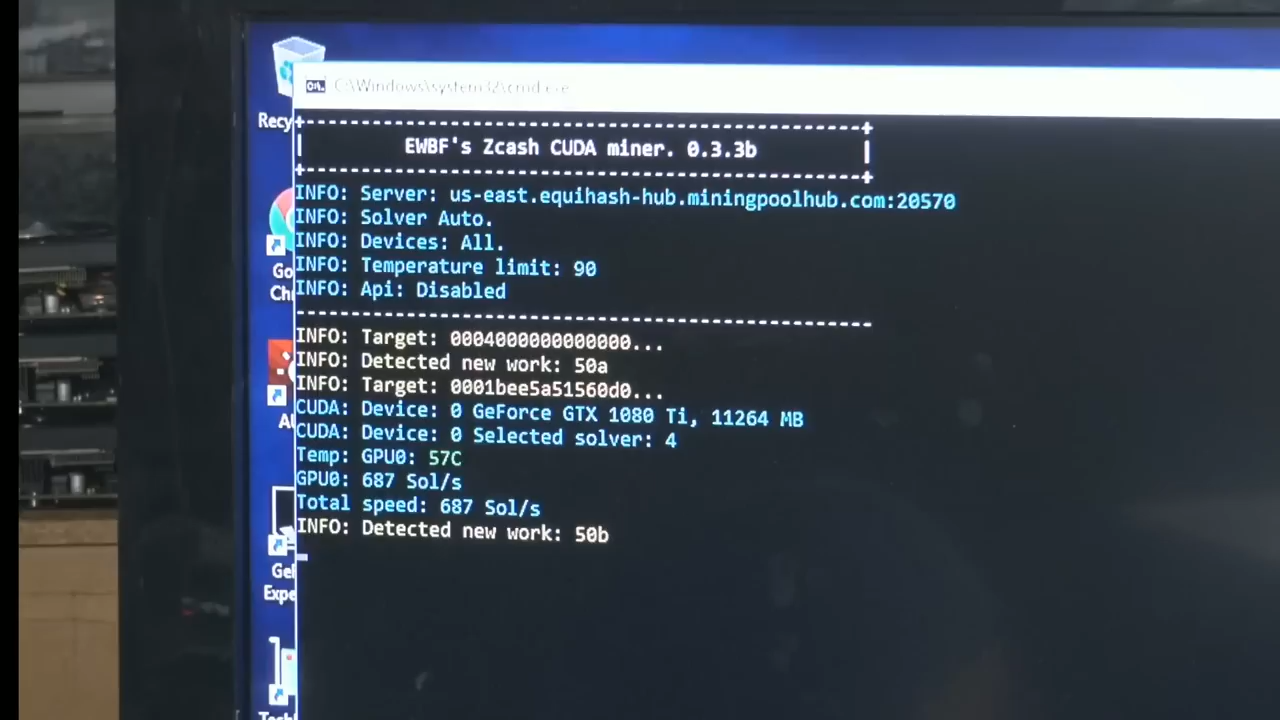 C:\Windows\system32\cmd.exe
Recy
+---------------------------------------------------+
| EWBF's Zcash CUDA miner. 0.3.3b |
+---------------------------------------------------+
INFO: Server: us-east.equihash-hub.miningpoolhub.com:20570
INFO: Solver Auto.
INFO: Devices: All.
INFO: Temperature limit: 90
INFO: Api: Disabled
----------------------------------------------------
INFO: Target: 0004000000000000...
INFO: Detected new work: 50a
INFO: Target: 0001bee5a51560d0...
CUDA: Device: 0 GeForce GTX 1080 Ti, 11264 MB
CUDA: Device: 0 Selected solver: 4
Temp: GPU0: 57C
GPU0: 687 Sol/s
Total speed: 687 Sol/s
INFO: Detected new work: 50b
Go
Ch
A
GeF
Expe
Tech